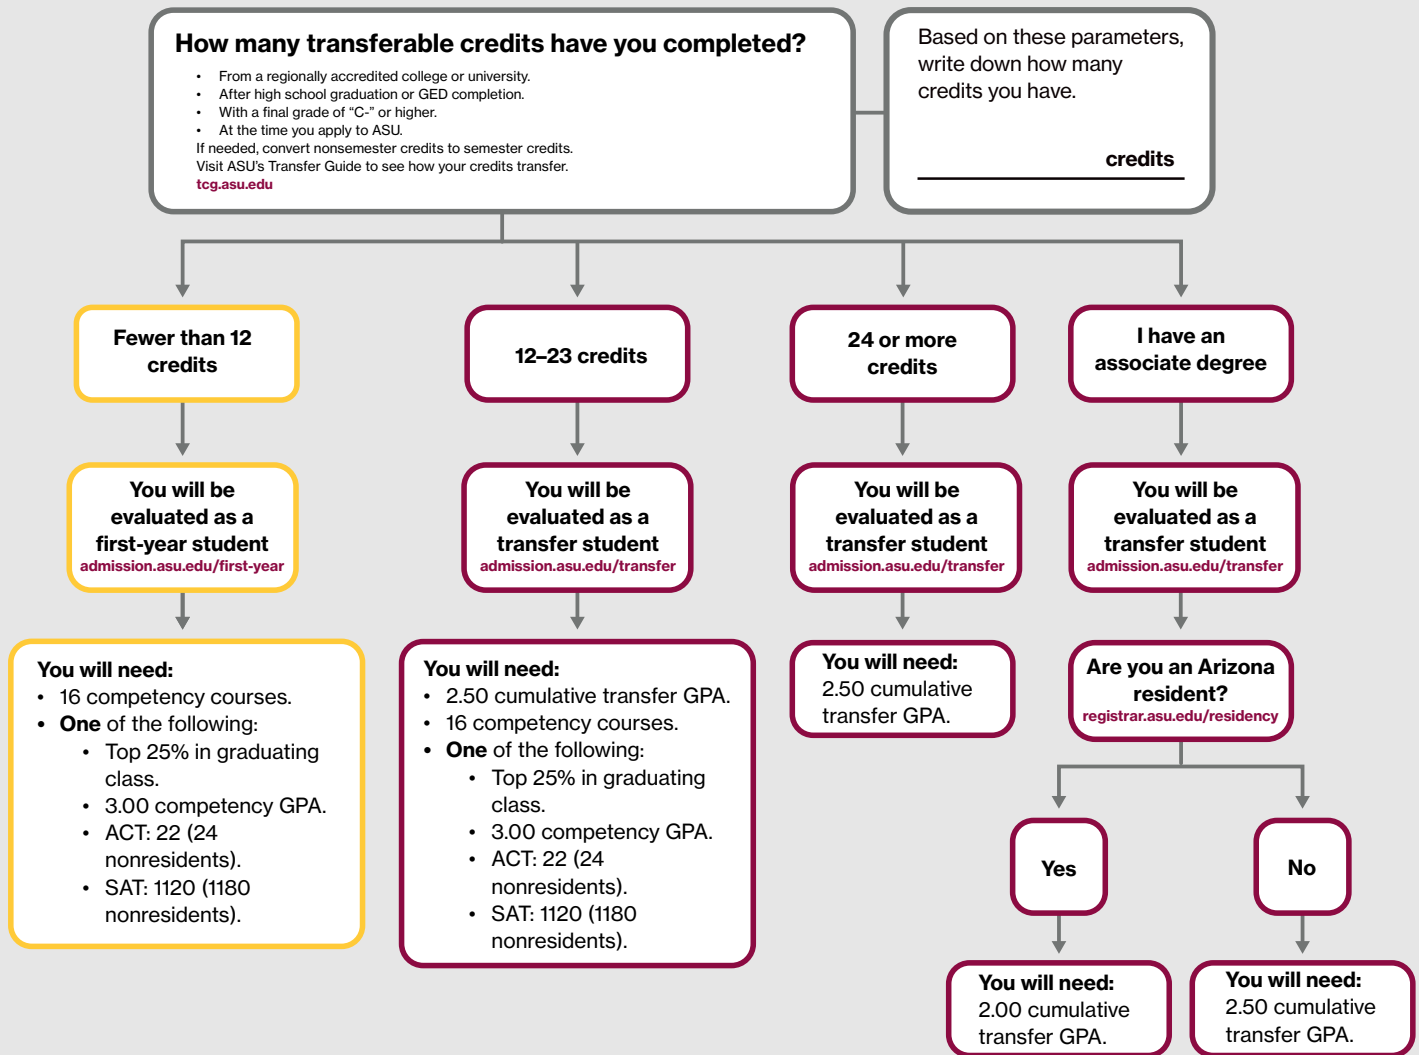 How many transferable credits have you completed?
• From a regionally accredited college or university.
• After high school graduation or GED completion.
• With a final grade of “C-” or higher.
• At the time you apply to ASU.
If needed, convert nonsemester credits to semester credits.
Visit ASU’s Transfer Guide to see how your credits transfer.
tcg.asu.edu
Based on these parameters,
write down how many
credits you have.
credits
Fewer than 12
credits
12–23 credits
24 or more
credits
I have an
associate degree
You will be
evaluated as a
first-year student
admission.asu.edu/first-year
You will be
evaluated as a
transfer student
admission.asu.edu/transfer
You will be
evaluated as a
transfer student
admission.asu.edu/transfer
You will be
evaluated as a
transfer student
admission.asu.edu/transfer
You will need:
• 16 competency courses.
• One of the following:
• Top 25% in graduating
class.
• 3.00 competency GPA.
• ACT: 22 (24
nonresidents).
• SAT: 1120 (1180
nonresidents).
You will need:
• 2.50 cumulative transfer GPA.
• 16 competency courses.
• One of the following:
• Top 25% in graduating
class.
• 3.00 competency GPA.
• ACT: 22 (24
nonresidents).
• SAT: 1120 (1180
nonresidents).
You will need:
2.50 cumulative
transfer GPA.
Are you an Arizona
resident?
registrar.asu.edu/residency
Yes
No
You will need:
2.00 cumulative
transfer GPA.
You will need:
2.50 cumulative
transfer GPA.